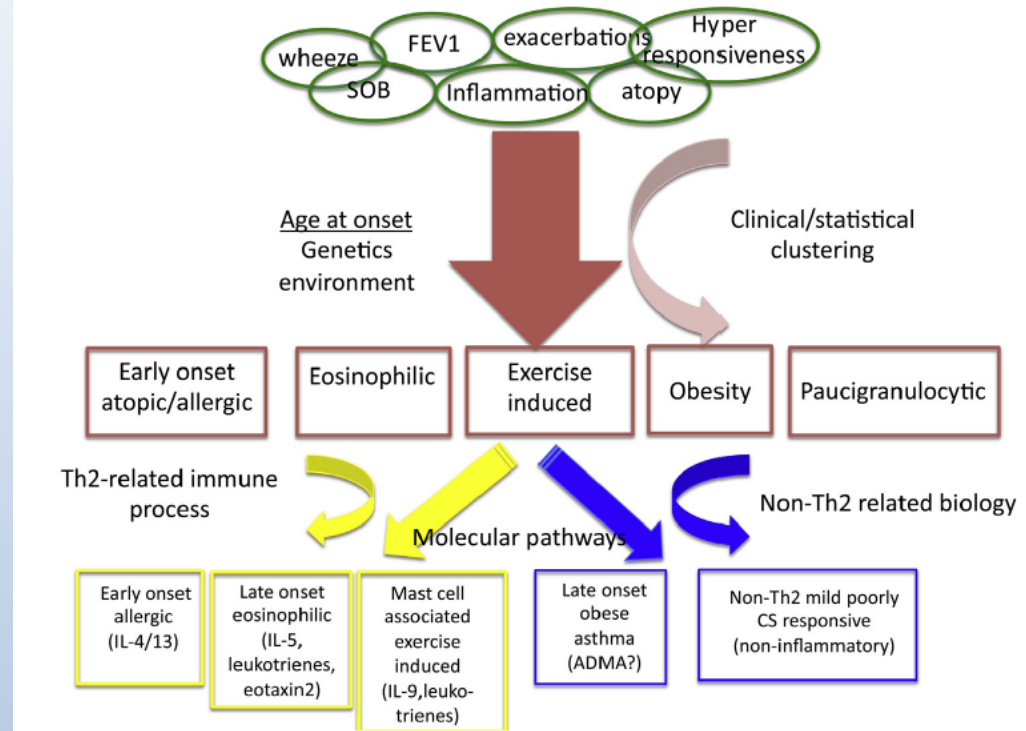 wheeze
FEV1
exacerbations
Hyper
responsiveness
SOB
Inflammation
atopy
Age at onset
Genetics
environment
Clinical/statistical
clustering
Early onset
atopic/allergic
Eosinophilic
Exercise
induced
Obesity
Paucigranulocytic
Th2-related immune
process
Molecular pathways
Non-Th2 related biology
Early onset
allergic
(IL-4/13)
Late onset
eosinophilic
(IL-5,
leukotrienes,
eotaxin2)
Mast cell
associated
exercise
induced
(IL-9,leuko-
trienes)
Late onset
obese
asthma
(ADMA?)
Non-Th2 mild poorly
CS responsive
(non-inflammatory)